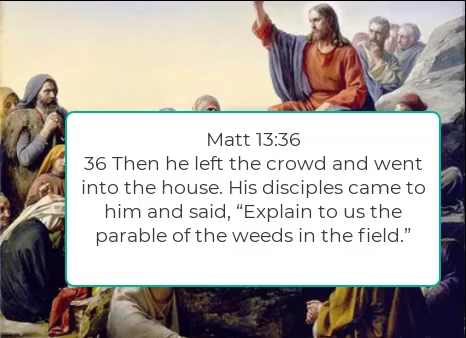 Matt 13:36
36 Then he left the crowd and went
into the house. His disciples came to
him and said, “Explain to us the
parable of the weeds in the field.”